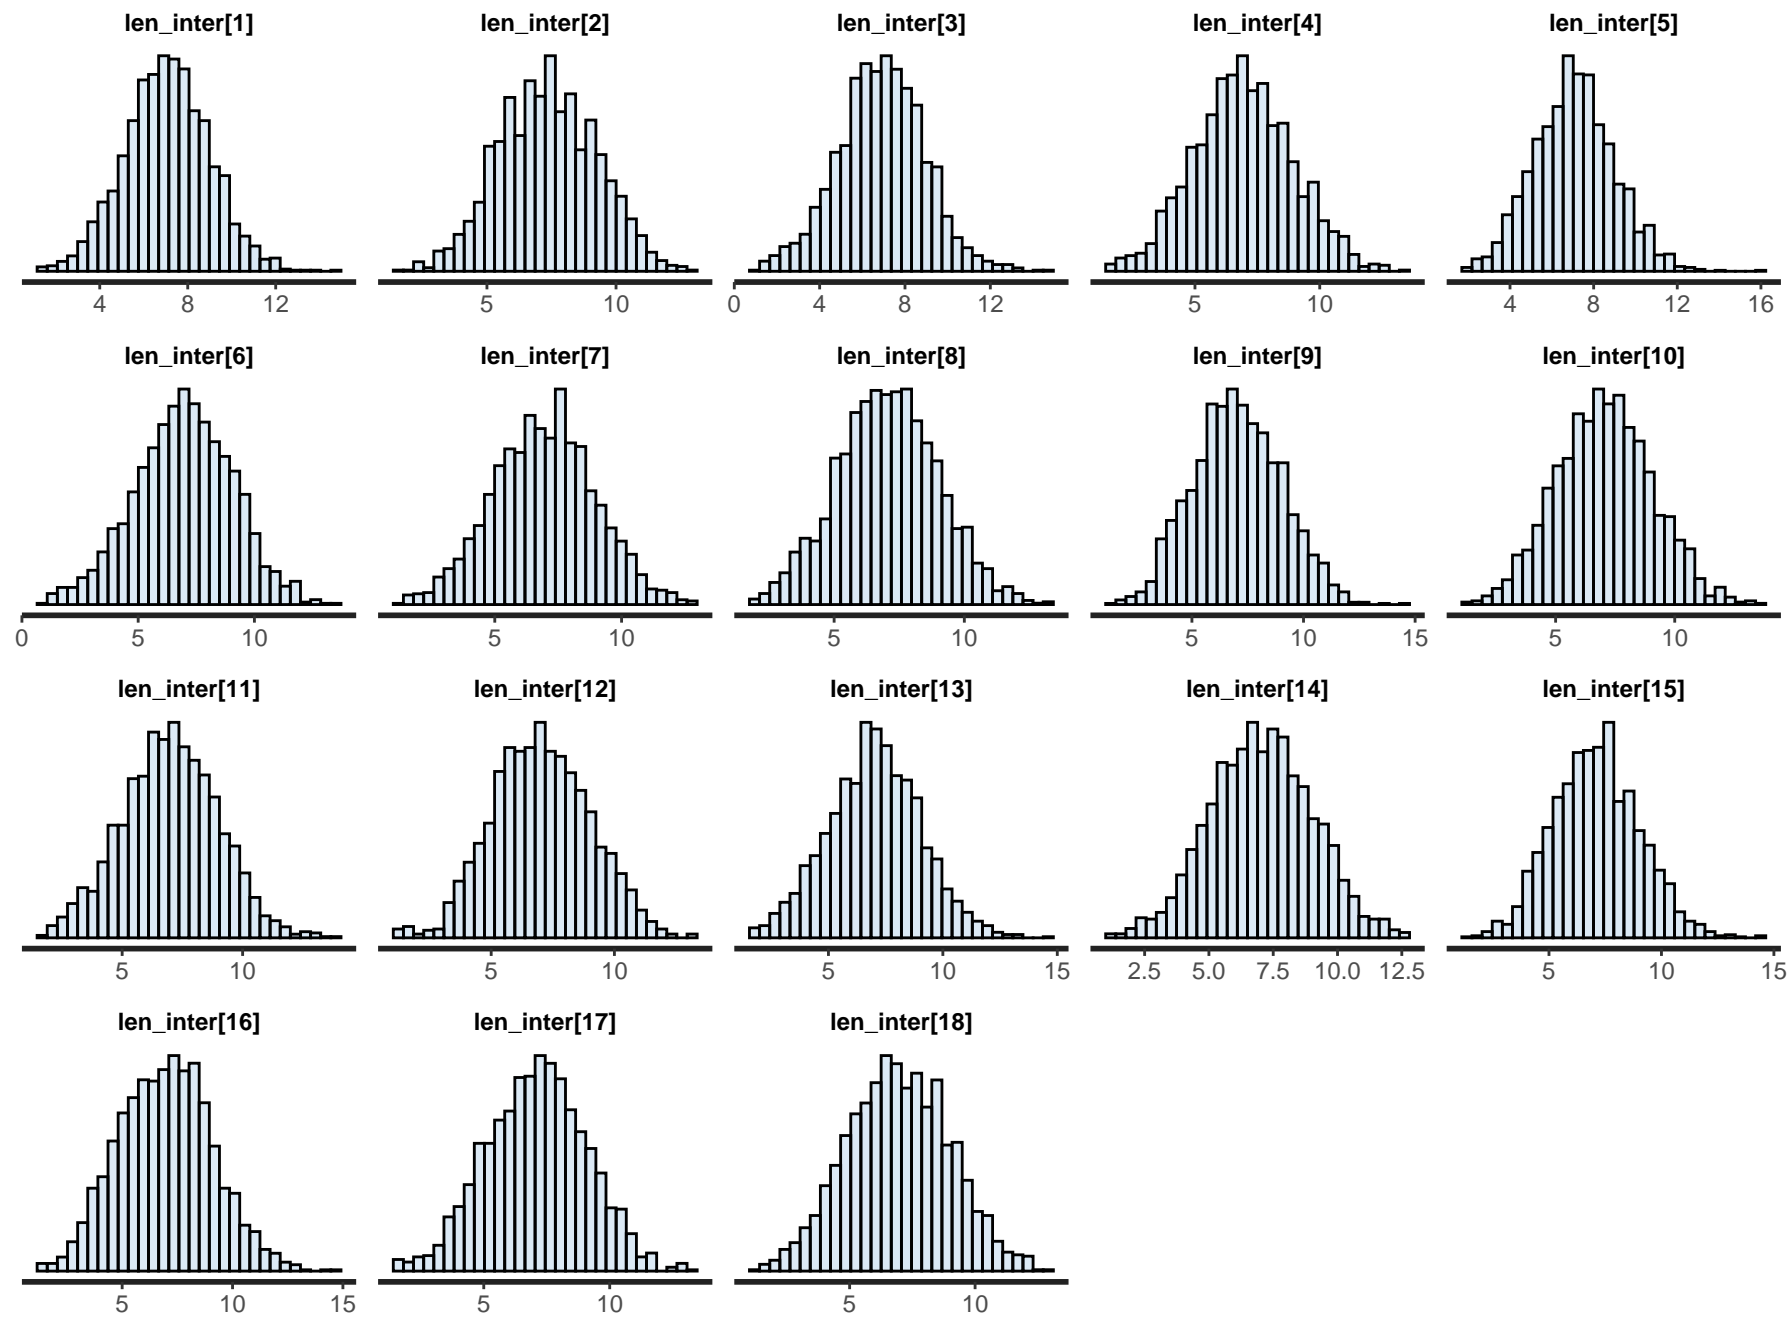 len_inter[1] len_inter[2] len_inter[3] len_inter[4] len_inter[5]
4 8 12 5 10 0 4 8 12 5 10 4 8 12 16
len_inter[6] len_inter[7] len_inter[8] len_inter[9] len_inter[10]
0 5 10 5 10 5 10 5 10 15 5 10
len_inter[11] len_inter[12] len_inter[13] len_inter[14] len_inter[15]
5 10 5 10 5 10 15 2.5 5.0 7.5 10.0 12.5 5 10 15
len_inter[16] len_inter[17] len_inter[18]
5 10 15 5 10 5 10